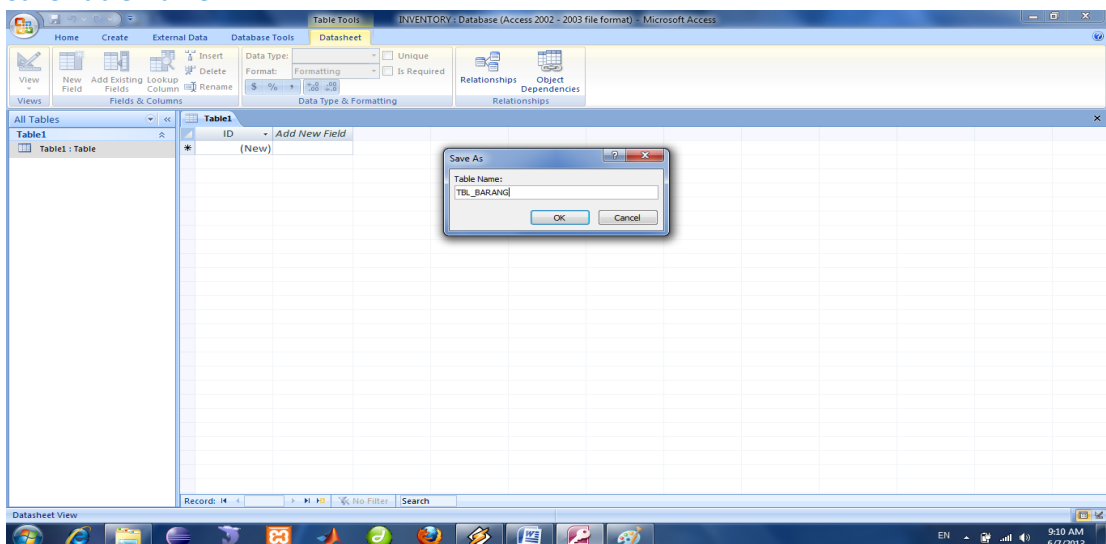 Table Tools
INVENTORY : Database (Access 2002 - 2003 file format) - Microsoft Access
Home Create External Data Database Tools Datasheet
View
New Field
Add Existing Fields
Lookup Column
Insert
Delete
Rename
Data Type:
Format: Formatting
$ % ,
Unique
Is Required
Relationships
Object Dependencies
Views
Fields & Columns
Data Type & Formatting
Relationships
All Tables
Table1
Table1 : Table
Table1
ID Add New Field
(New)
Save As
Table Name:
TBL_BARANG
OK Cancel
Record: No Filter Search
Datasheet View
EN 9:10 AM
6/7/2013